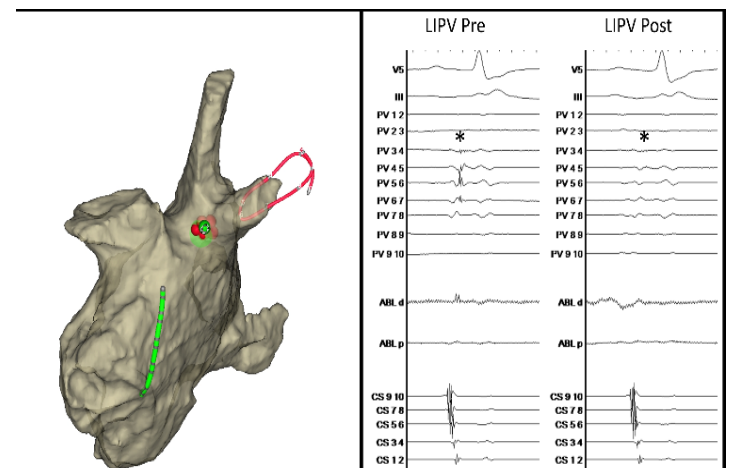 LIPV Pre
LIPV Post
V5
III
PV 1 2
PV 2 3
*
PV 3 4
PV 4 5
PV 5 6
PV 6 7
PV 7 8
PV 8 9
PV 9 10
ABL d
ABL p
CS 9 10
CS 7 8
CS 5 6
CS 3 4
CS 1 2
V5
III
PV 1 2
PV 2 3
*
PV 3 4
PV 4 5
PV 5 6
PV 6 7
PV 7 8
PV 8 9
PV 9 10
ABL d
ABL p
CS 9 10
CS 7 8
CS 5 6
CS 3 4
CS 1 2